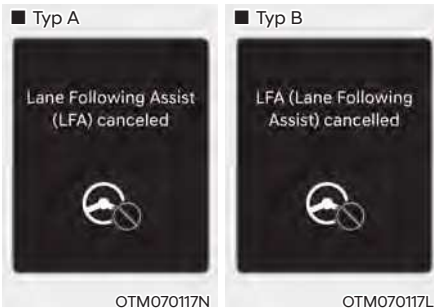 ■ Typ A
Lane Following Assist
(LFA) canceled
OTM070117N
■ Typ B
LFA (Lane Following
Assist) cancelled
OTM070117L